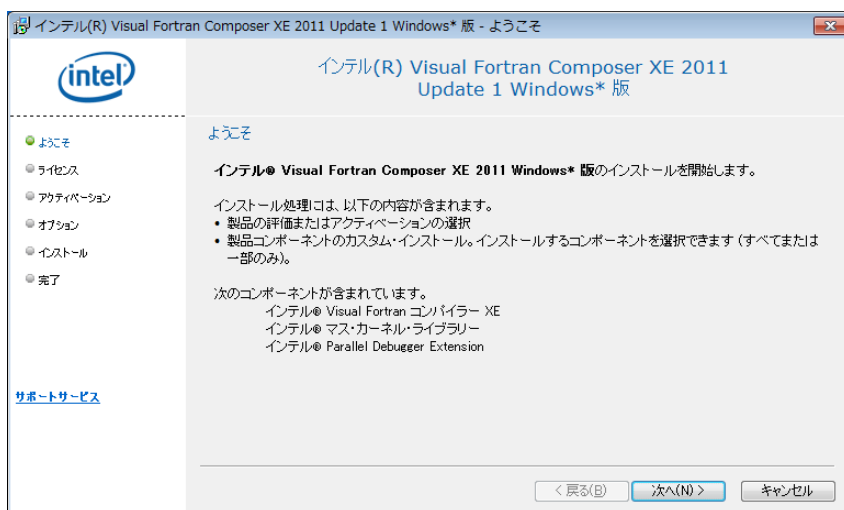 インテル(R) Visual Fortran Composer XE 2011 Update 1 Windows* 版 - ようこそ
intel
インテル(R) Visual Fortran Composer XE 2011
Update 1 Windows* 版
ようこそ
ライセンス
アクティベーション
オプション
インストール
完了
サポートサービス
ようこそ
インテル® Visual Fortran Composer XE 2011 Windows* 版のインストールを開始します。
インストール処理には、以下の内容が含まれます。
• 製品の評価またはアクティベーションの選択
• 製品コンポーネントのカスタム・インストール。インストールするコンポーネントを選択できます (すべてまたは
一部のみ)。
次のコンポーネントが含まれています。
インテル® Visual Fortran コンパイラー XE
インテル® マス・カーネル・ライブラリー
インテル® Parallel Debugger Extension
< 戻る(B)
次へ(N) >
キャンセル